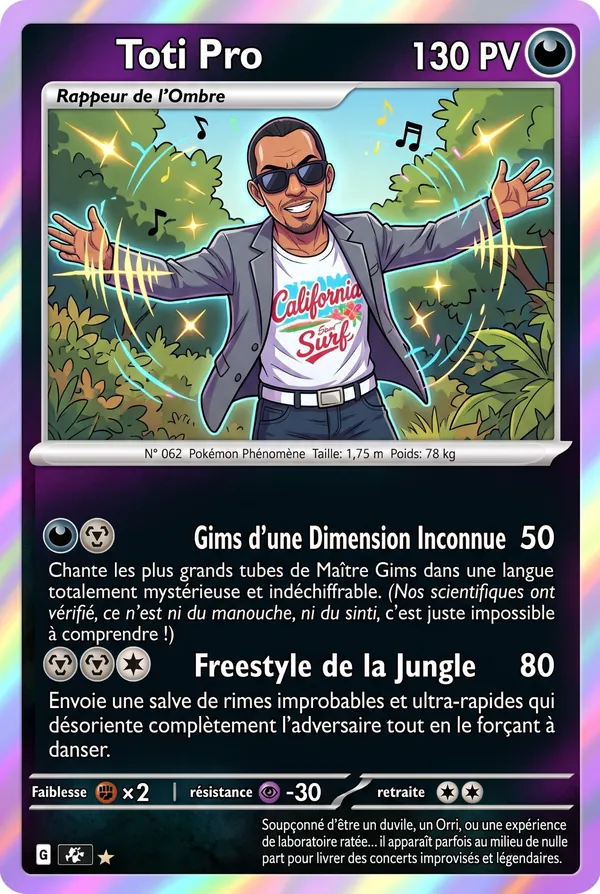 Toti Pro
130 PV
Rappeur de l'Ombre
California
Surf
N° 062 Pokémon Phénomène Taille: 1,75 m Poids: 78 kg
Gims d'une Dimension Inconnue 50
Chante les plus grands tubes de Maître Gims dans une langue
totalement mystérieuse et indéchiffrable. (Nos scientifiques ont
vérifié, ce n'est ni du manouche, ni du sinti, c'est juste impossible
à comprendre !)
Freestyle de la Jungle 80
Envoie une salve de rimes improbables et ultra-rapides qui
désoriente complètement l'adversaire tout en le forçant à
danser.
Faiblesse ×2 résistance -30 retraite
Soupçonné d'être un duvile, un Orri, ou une expérience
de laboratoire ratée... il apparaît parfois au milieu de nulle
part pour livrer des concerts improvisés et légendaires.
G